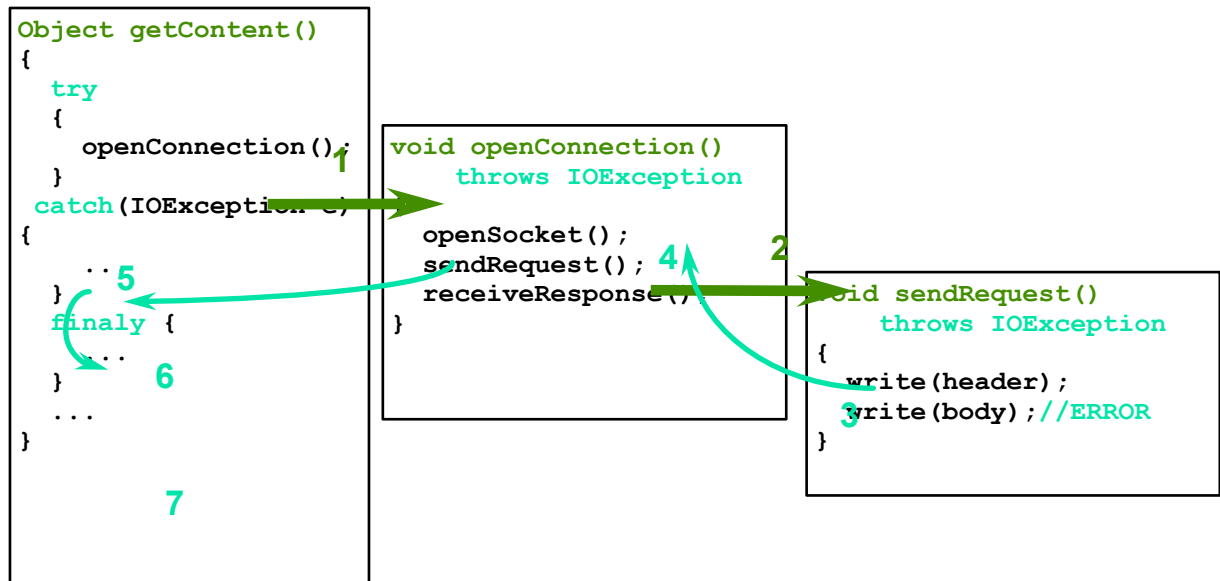 Object getContent()
{
try
{
openConnection();
}
catch(IOException e)
{
..
}
finaly {
...
}
...
}
1
5
6
7
void openConnection()
throws IOException
openSocket();
sendRequest();
receiveResponse();
}
4
2
void sendRequest()
throws IOException
{
write(header);
write(body);//ERROR
}
3